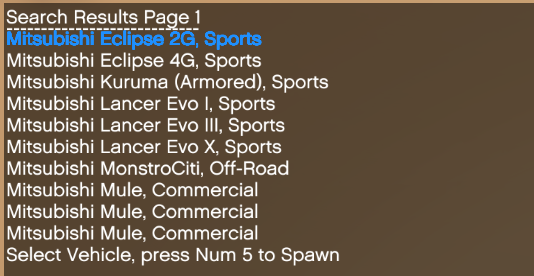 Search Results Page 1
Mitsubishi Eclipse 2G, Sports
Mitsubishi Eclipse 4G, Sports
Mitsubishi Kuruma (Armored), Sports
Mitsubishi Lancer Evo I, Sports
Mitsubishi Lancer Evo III, Sports
Mitsubishi Lancer Evo X, Sports
Mitsubishi MonstroCiti, Off-Road
Mitsubishi Mule, Commercial
Mitsubishi Mule, Commercial
Mitsubishi Mule, Commercial
Select Vehicle, press Num 5 to Spawn